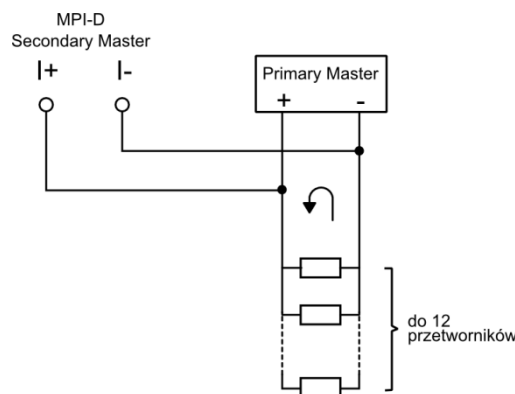 MPI-D
Secondary Master
I+ I-
Primary Master
+ -
do 12
przetworników